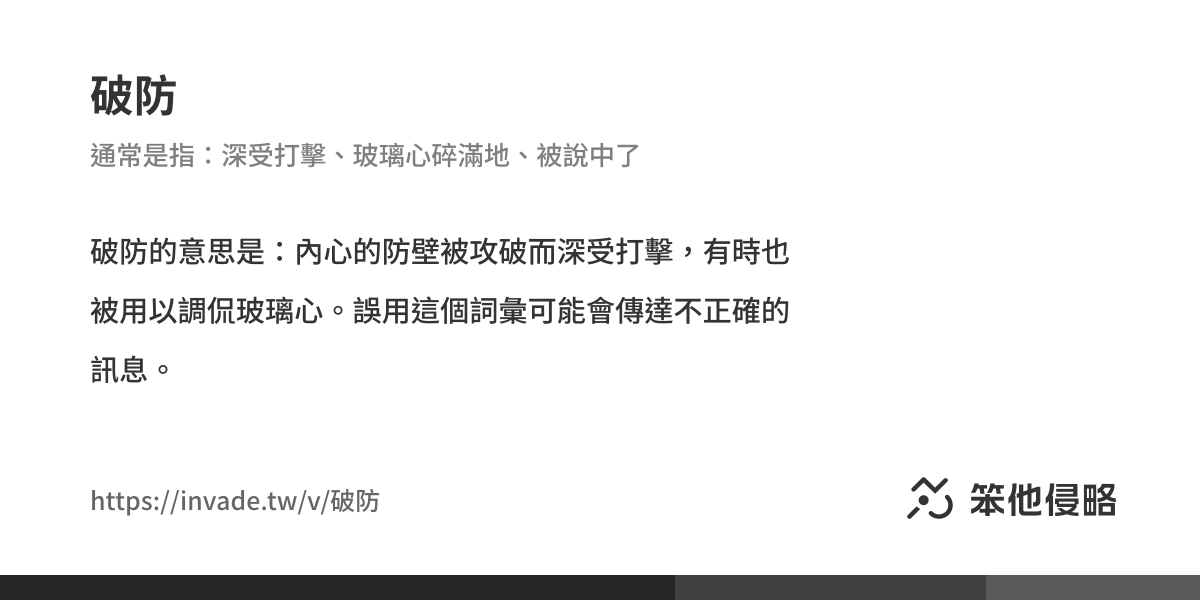 破防
通常是指：深受打擊、玻璃心碎滿地、被說中了
破防的意思是：內心的防壁被攻破而深受打擊，有時也
被用以調侃玻璃心。誤用這個詞彙可能會傳達不正確的
訊息。
https://invade.tw/v/破防
笨他侵略